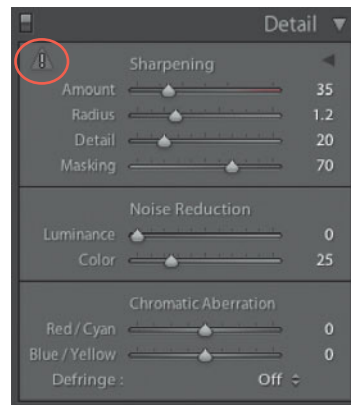 Detail
Sharpening
Amount 35
Radius 1.2
Detail 20
Masking 70
Noise Reduction
Luminance 0
Color 25
Chromatic Aberration
Red / Cyan 0
Blue / Yellow 0
Defringe : Off